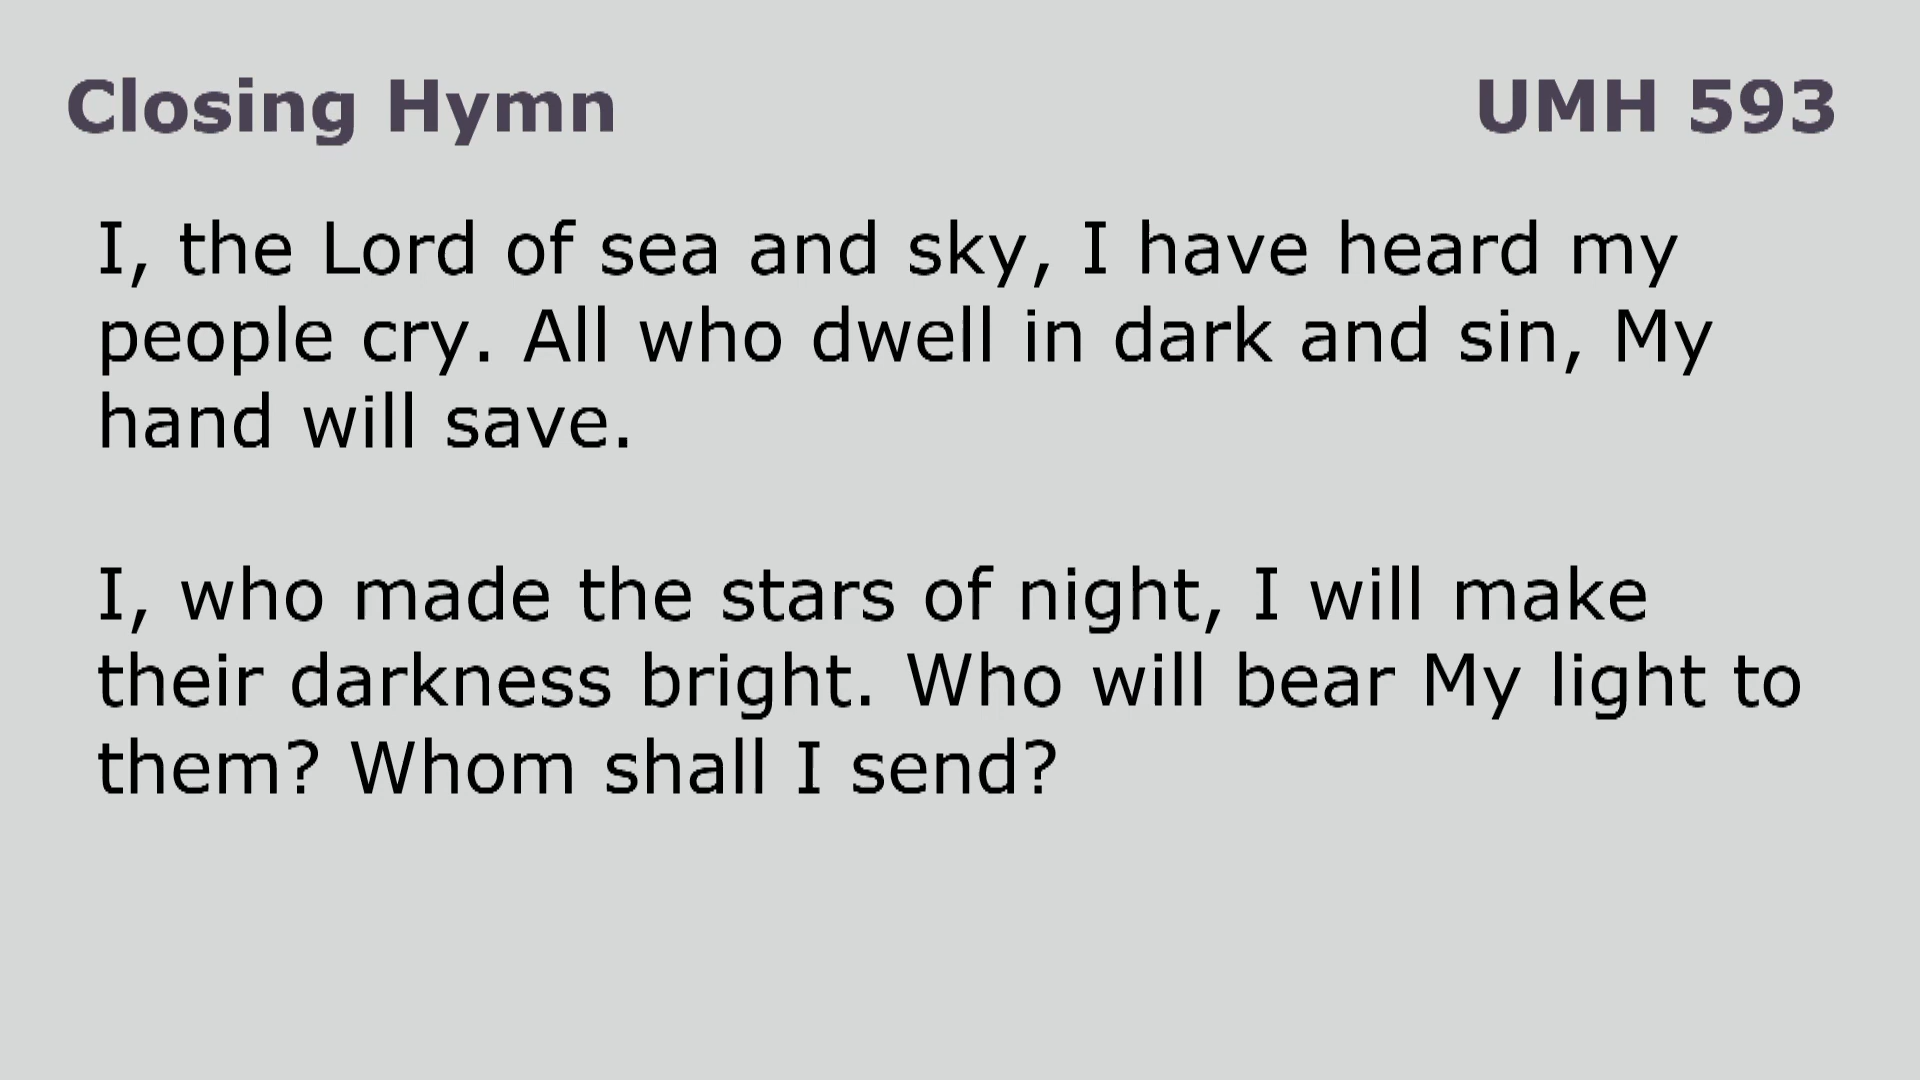 Closing Hymn UMH 593
I, the Lord of sea and sky, I have heard my
people cry. All who dwell in dark and sin, My
hand will save.
I, who made the stars of night, I will make
their darkness bright. Who will bear My light to
them? Whom shall I send?